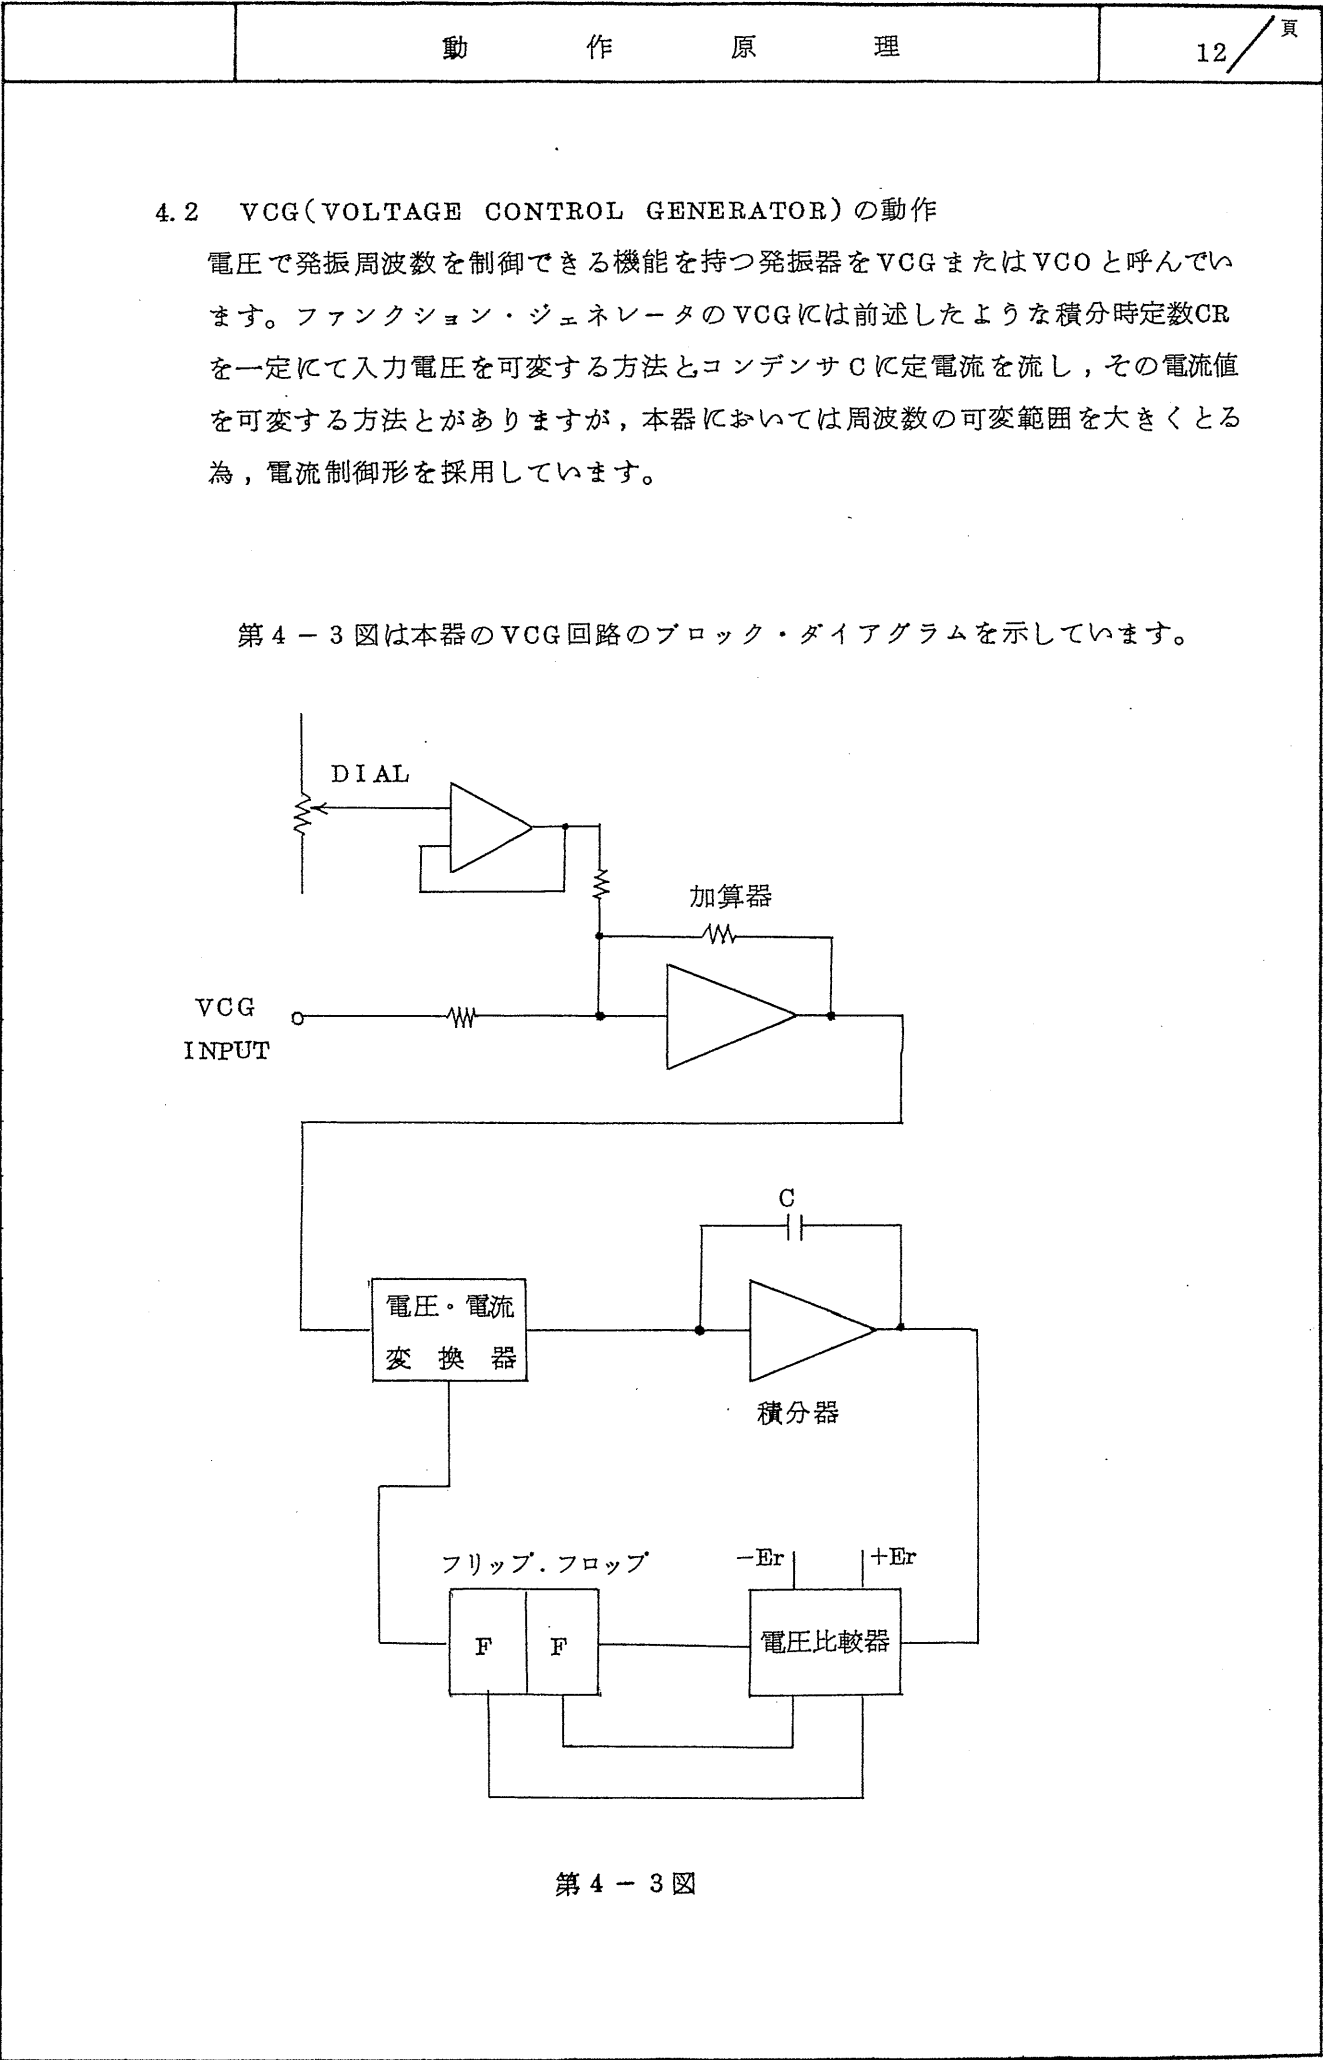 動作原理
12/頁
4.2 VCG(VOLTAGE CONTROL GENERATOR)の動作
電圧で発振周波数を制御できる機能を持つ発振器をVCGまたはVCOと呼んでい
ます。ファンクション・ジェネレータのVCGには前述したような積分時定数CR
を一定にて入力電圧を可変する方法とコンデンサCに定電流を流し,その電流値
を可変する方法とがありますが,本器においては周波数の可変範囲を大きくとる
為,電流制御形を採用しています。
第4-3図は本器のVCG回路のブロック・ダイアグラムを示しています。
DIAL
加算器
VCG
INPUT
C
電圧・電流
変換器
積分器
フリップ.フロップ
-Er
+Er
F
F
電圧比較器
第4-3図